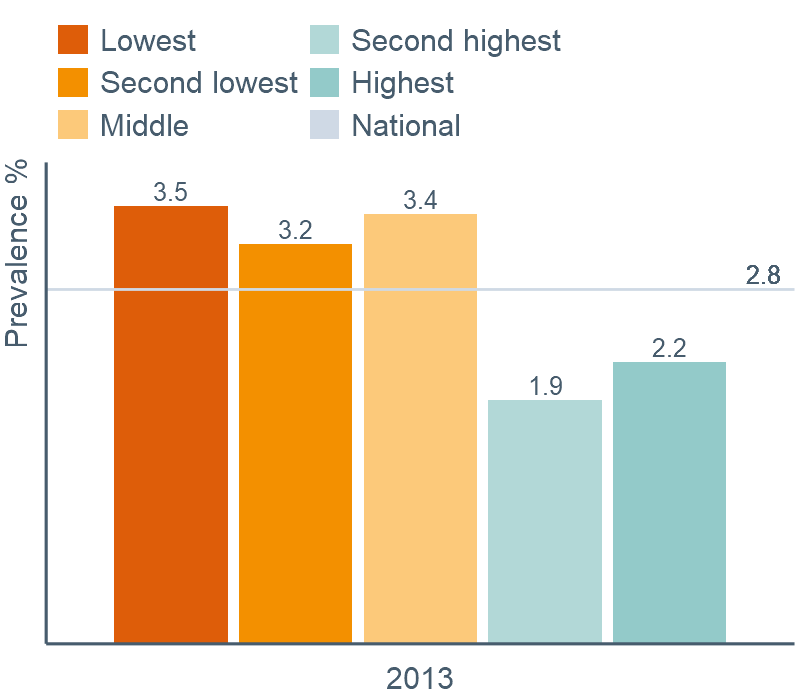 Lowest
Second lowest
Middle
Second highest
Highest
National
Prevalence %
3.5
3.2
3.4
1.9
2.2
2.8
2013